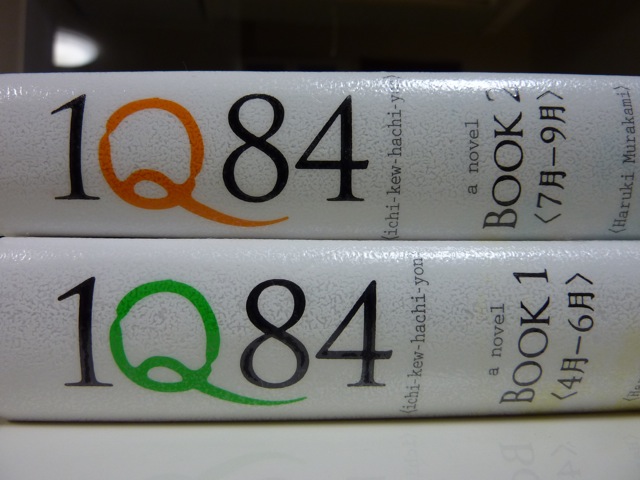 1Q84
<ichi-kew-hachi-yon>
a novel
BOOK 2
<7月-9月>
<Haruki Murakami>
1Q84
<ichi-kew-hachi-yon>
a novel
BOOK 1
<4月-6月>